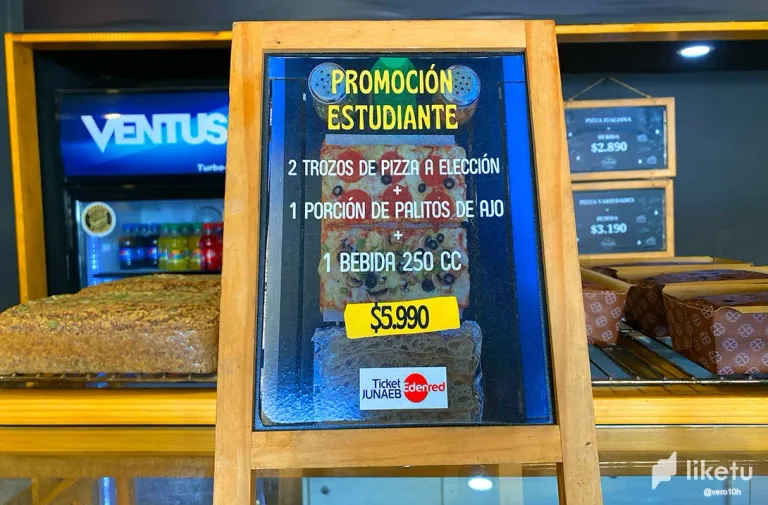 PROMOCIÓN
ESTUDIANTE
2 TROZOS DE PIZZA A ELECCIÓN
+
1 PORCIÓN DE PALITOS DE AJO
+
1 BEBIDA 250 CC
$5.990
Ticket
JUNAEB
Edenred
VENTUS
Turbo
PIZZA ITALIANA
+
BEBIDA
$2.890
PIZZA VARIEDADES
+
BEBIDA
$3.190
liketu
@vero10h